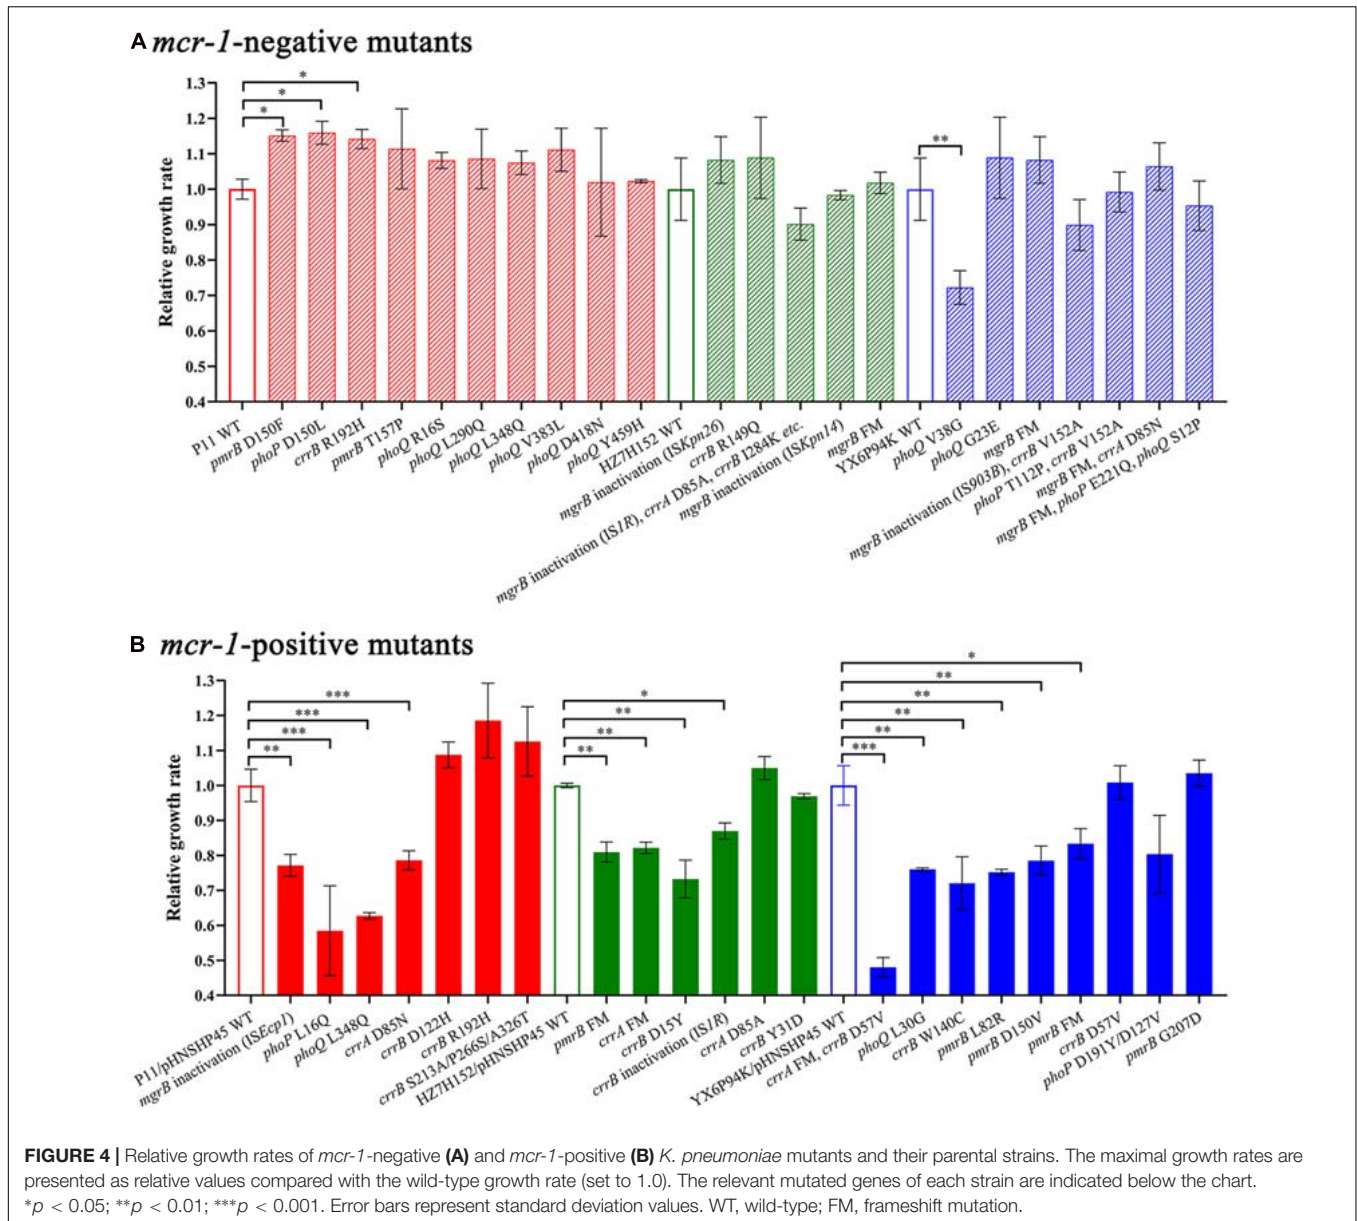 A mcr-1-negative mutants
* * *
**
Relative growth rate
1.3
1.2
1.1
1.0
0.9
0.8
0.7
0.6
0.5
0.4
P11 WT
pmrB D150F
phoP D150L
crrB R192H
pmrB T157P
phoQ R16S
phoQ L290Q
phoQ L348Q
phoQ V383L
phoQ D418N
phoQ Y459H
HZ7H152 WT
mgrB inactivation (ISKpn26)
crrB R149Q
mgrB inactivation (IS1R), crrA D85A, crrB I284K etc.
mgrB inactivation (ISKpn14)
mgrB FM
YX6P94K WT
phoQ V38G
phoQ G23E
mgrB FM
mgrB inactivation (IS903B), crrB V152A
phoP T112P, crrB V152A
mgrB FM, crrA D85N
mgrB FM, phoP E221Q, phoQ S12P
B mcr-1-positive mutants
*** *** *** **
* ** ** **
* ** ** ** ** ***
Relative growth rate
1.3
1.2
1.1
1.0
0.9
0.8
0.7
0.6
0.5
0.4
P11/pHNSHP45 WT
mgrB inactivation (ISEcp1)
phoP L16Q
phoQ L348Q
crrA D85N
crrB D122H
crrB R192H
crrB S213A/P266S/A326T
HZ7H152/pHNSHP45 WT
pmrB FM
crrA FM
crrB D15Y
crrB inactivation (IS1R)
crrA D85A
crrB Y31D
YX6P94K/pHNSHP45 WT
crrA FM, crrB D57V
phoQ L30G
crrB W140C
pmrB L82R
pmrB D150V
pmrB FM
crrB D57V
phoP D191Y/D127V
pmrB G207D
FIGURE 4 | Relative growth rates of mcr-1-negative (A) and mcr-1-positive (B) K. pneumoniae mutants and their parental strains. The maximal growth rates are
presented as relative values compared with the wild-type growth rate (set to 1.0). The relevant mutated genes of each strain are indicated below the chart.
*p < 0.05; **p < 0.01; ***p < 0.001. Error bars represent standard deviation values. WT, wild-type; FM, frameshift mutation.